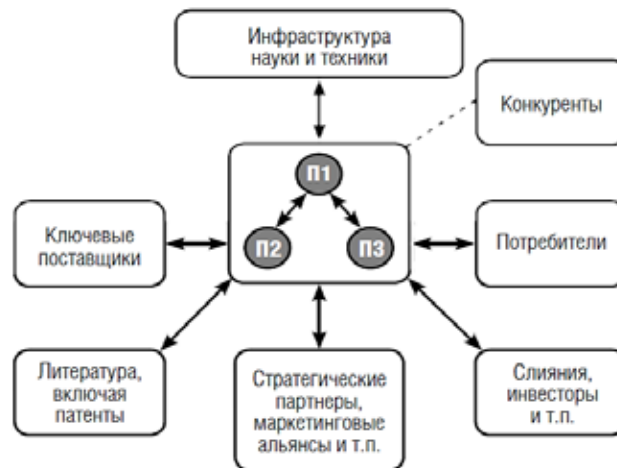 Инфраструктура
науки и техники
Конкуренты
П1
П2
П3
Ключевые
поставщики
Потребители
Литература,
включая
патенты
Стратегические
партнеры,
маркетинговые
альянсы и т.п.
Слияния,
инвесторы
и т.п.